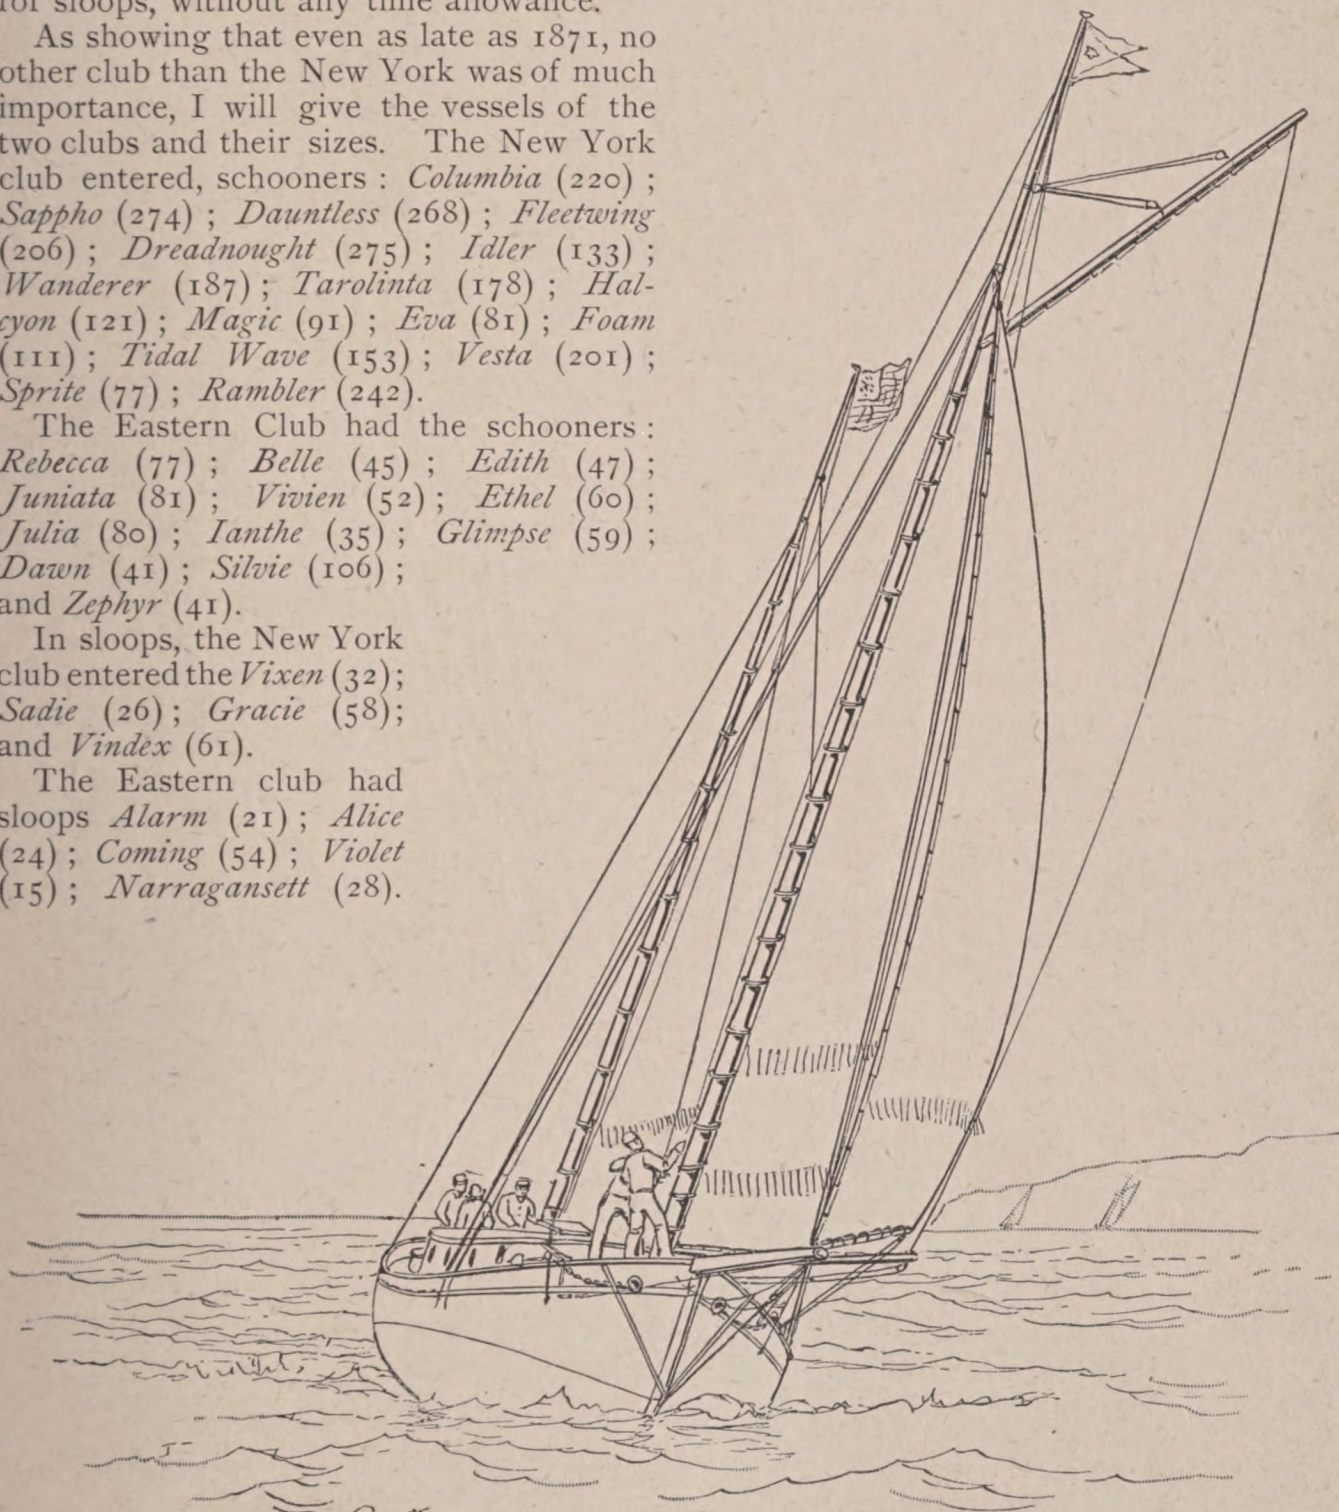 for sloops, without any time allowance.
As showing that even as late as 1871, no
other club than the New York was of much
importance, I will give the vessels of the
two clubs and their sizes. The New York
club entered, schooners : Columbia (220) ;
Sappho (274) ; Dauntless (268) ; Fleetwing
(206) ; Dreadnought (275) ; Idler (133) ;
Wanderer (187) ; Tarolinta (178) ; Hal-
cyon (121) ; Magic (91) ; Eva (81) ; Foam
(111) ; Tidal Wave (153) ; Vesta (201) ;
Sprite (77) ; Rambler (242).
The Eastern Club had the schooners :
Rebecca (77) ; Belle (45) ; Edith (47) ;
Juniata (81) ; Vivien (52) ; Ethel (60) ;
Julia (80) ; Ianthe (35) ; Glimpse (59) ;
Dawn (41) ; Silvie (106) ;
and Zephyr (41).
In sloops, the New York
club entered the Vixen (32);
Sadie (26) ; Gracie (58);
and Vindex (61).
The Eastern club had
sloops Alarm (21) ; Alice
(24) ; Coming (54) ; Violet
(15) ; Narragansett (28).